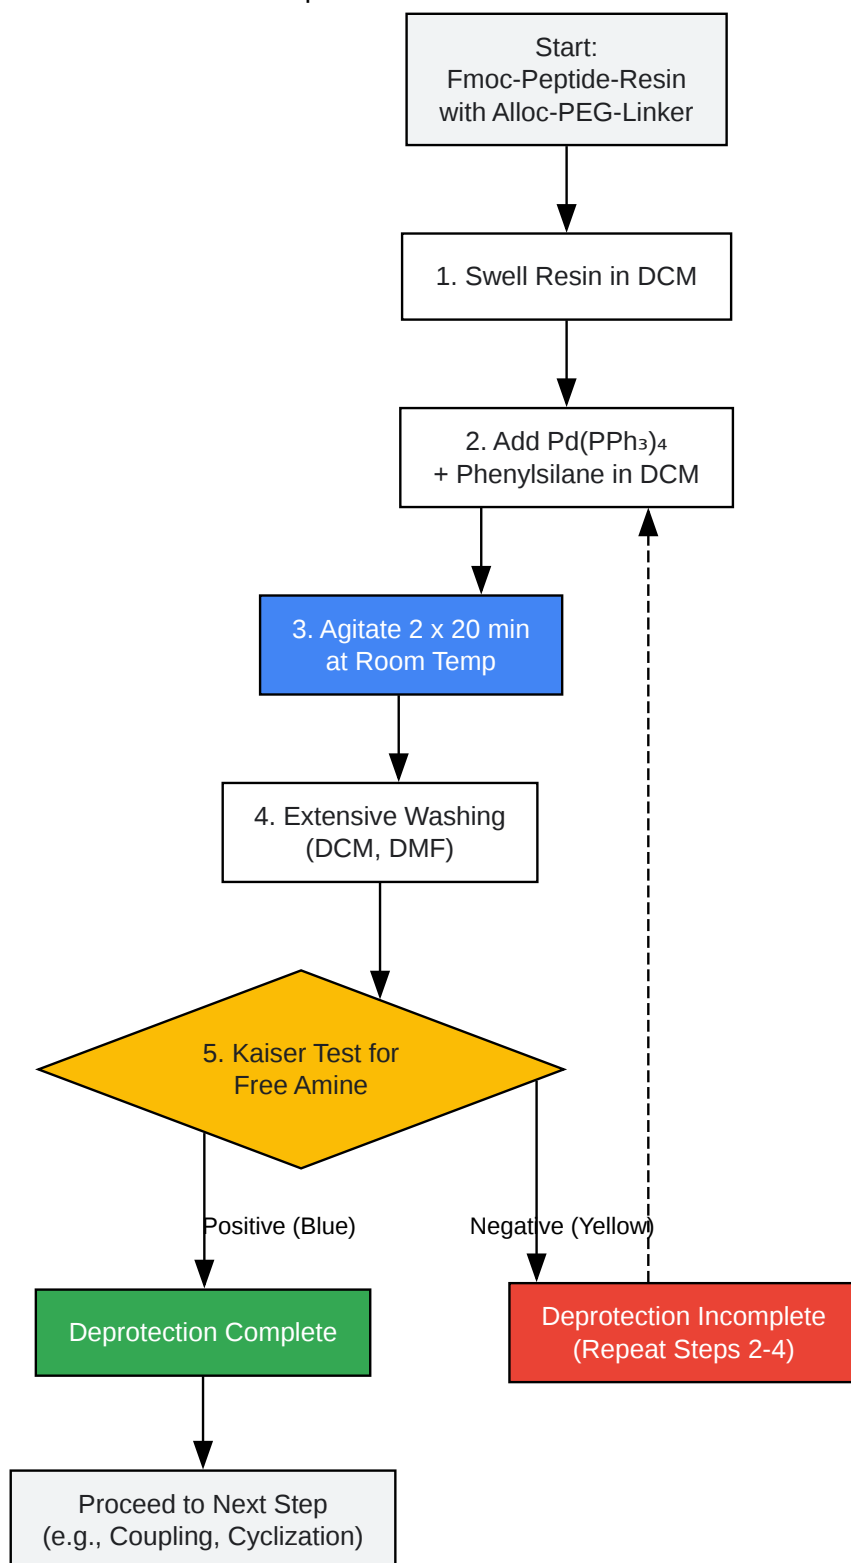 Start:
Fmoc-Peptide-Resin
with Alloc-PEG-Linker
1. Swell Resin in DCM
2. Add Pd(PPh₃)₄
+ Phenylsilane in DCM
3. Agitate 2 x 20 min
at Room Temp
4. Extensive Washing
(DCM, DMF)
5. Kaiser Test for
Free Amine
Positive (Blue)
Negative (Yellow)
Deprotection Complete
Deprotection Incomplete
(Repeat Steps 2-4)
Proceed to Next Step
(e.g., Coupling, Cyclization)